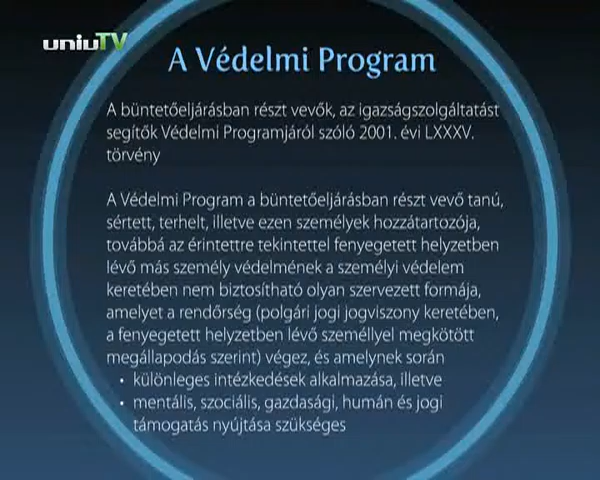 uniuTV
A Védelmi Program
A büntetőeljárásban részt vevők, az igazságszolgáltatást
segítők Védelmi Programjáról szóló 2001. évi LXXXV.
törvény
A Védelmi Program a büntetőeljárásban részt vevő tanú,
sértett, terhelt, illetve ezen személyek hozzátartozója,
továbbá az érintettre tekintettel fenyegetett helyzetben
lévő más személy védelmének a személyi védelem
keretében nem biztosítható olyan szervezett formája,
amelyet a rendőrség (polgári jogi jogviszony keretében,
a fenyegetett helyzetben lévő személlyel megkötött
megállapodás szerint) végez, és amelynek során
• különleges intézkedések alkalmazása, illetve
• mentális, szociális, gazdasági, humán és jogi
támogatás nyújtása szükséges